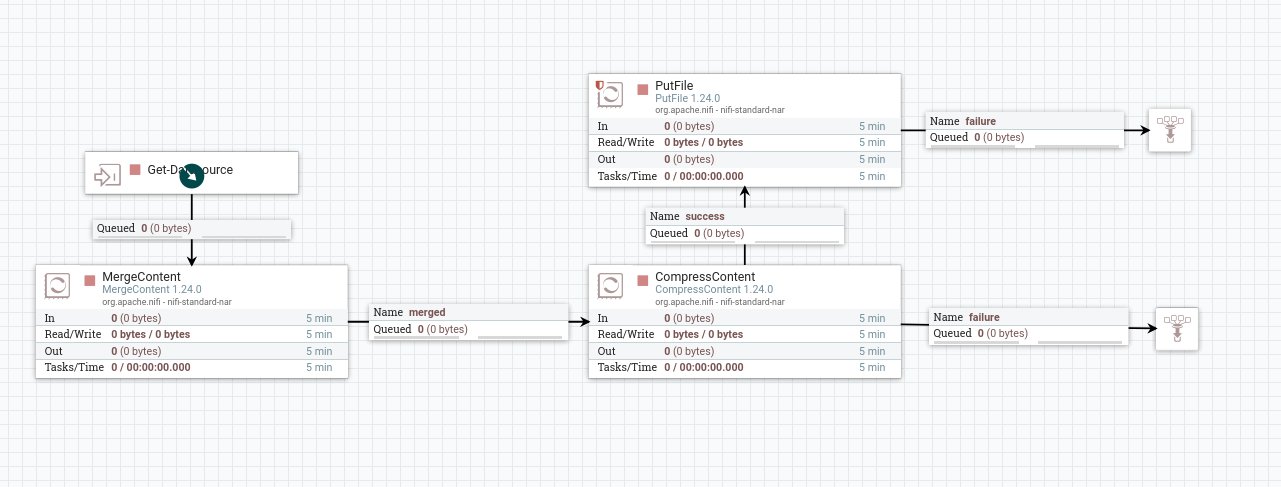 PutFile
PutFile 1.24.0
org.apache.nifi - nifi-standard-nar
In 0 (0 bytes) 5 min
Read/Write 0 bytes / 0 bytes 5 min
Out 0 (0 bytes) 5 min
Tasks/Time 0 / 00:00:00.000 5 min
Name failure
Queued 0 (0 bytes)
Queued 0 (0 bytes)
Name success
Queued 0 (0 bytes)
MergeContent
MergeContent 1.24.0
org.apache.nifi - nifi-standard-nar
In 0 (0 bytes) 5 min
Read/Write 0 bytes / 0 bytes 5 min
Out 0 (0 bytes) 5 min
Tasks/Time 0 / 00:00:00.000 5 min
Name merged
Queued 0 (0 bytes)
CompressContent
CompressContent 1.24.0
org.apache.nifi - nifi-standard-nar
In 0 (0 bytes) 5 min
Read/Write 0 bytes / 0 bytes 5 min
Out 0 (0 bytes) 5 min
Tasks/Time 0 / 00:00:00.000 5 min
Name failure
Queued 0 (0 bytes)